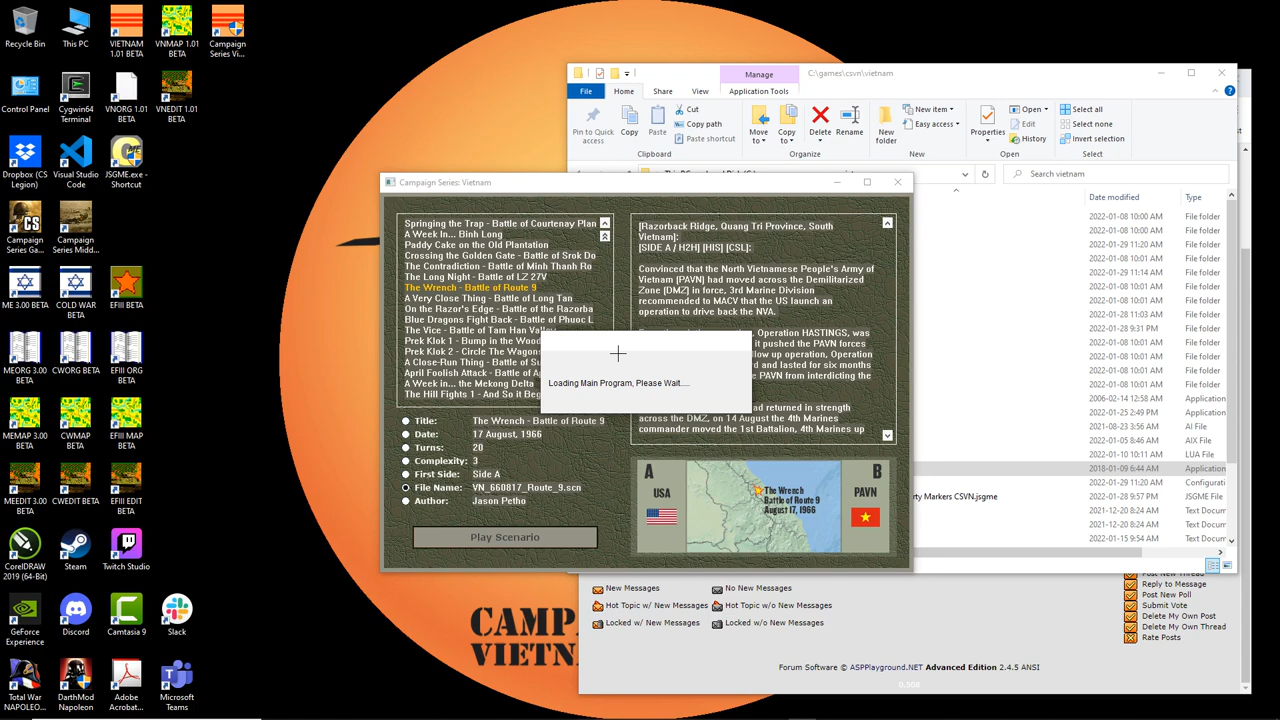 Recycle Bin
This PC
VIETNAM 1.01 BETA
VNMAP 1.01 BETA
Campaign Series Vi...
Control Panel
Cygwin64 Terminal
VNORG 1.01 BETA
VNEDIT 1.01 BETA
Dropbox (CS Legion)
Visual Studio Code
JSGME.exe - Shortcut
Campaign Series Ga...
Campaign Series Midd...
ME 3.00 BETA
COLD WAR BETA
EFIII BETA
MEORG 3.00 BETA
CWORG BETA
EFIII ORG BETA
MEMAP 3.00 BETA
CWMAP BETA
EFIII MAP BETA
MEEDIT 3.00 BETA
CWEDIT BETA
EFIII EDIT BETA
CorelDRAW 2019 (64-Bit)
Steam
Twitch Studio
GeForce Experience
Discord
Camtasia 9
Slack
Total War NAPOLEO...
DarthMod Napoleon
Adobe Acrobat...
Microsoft Teams
Manage
C:\games\csvn\vietnam
File
Home
Share
View
Application Tools
Pin to Quick access
Copy
Paste
Cut
Copy path
Paste shortcut
Clipboard
Move to
Copy to
Delete
Rename
Organize
New folder
New item
Easy access
New
Properties
Open
Edit
History
Open
Select all
Select none
Invert selection
Select
Search vietnam
Date modified
Type
2022-01-08 10:00 AM File folder
2022-01-08 10:00 AM File folder
2021-11-29 11:20 AM File folder
2022-01-08 10:00 AM File folder
2022-01-08 10:00 AM File folder
2021-11-29 11:14 AM File folder
2022-01-08 10:00 AM File folder
2021-11-28 11:03 AM File folder
2022-01-08 9:31 PM File folder
2022-01-08 10:00 AM File folder
2022-01-08 10:00 AM File folder
2006-02-14 12:58 AM
2022-01-25 2:49 PM
2021-08-23 3:56 AM AI File
2022-01-05 8:46 AM AIX File
2022-01-10 10:11 AM LUA File
2018-01-09 6:44 AM Application
2021-11-29 11:20 AM Configurati
rty Markers CSVN.jsgme 2022-01-28 9:57 PM JSGME File
2021-12-20 8:24 AM Text Docum
2021-12-20 8:24 AM Text Docum
2022-01-15 9:54 AM Text Docum
Campaign Series: Vietnam
Springing the Trap - Battle of Courtenay Plan
A Week In... Binh Long
Paddy Cake on the Old Plantation
Crossing the Golden Gate - Battle of Srok Do
The Contradiction - Battle of Minh Thanh Ro
The Long Night - Battle of LZ 27V
The Wrench - Battle of Route 9
A Very Close Thing - Battle of Long Tan
On the Razor's Edge - Battle of the Razorba
Blue Dragons Fight Back - Battle of Phuoc L
The Vice - Battle of Tam Han Valley
Prek Klok 1 - Bump in the Wood
Prek Klok 2 - Circle The Wagons
A Close-Run Thing - Battle of Su
April Foolish Attack - Battle of A
A Week in... the Mekong Delta
The Hill Fights 1 - And So it Beg
[Razorback Ridge, Quang Tri Province, South
Vietnam]:
[SIDE A / H2H] [HIS] [CSL]:
Convinced that the North Vietnamese People's Army of
Vietnam (PAVN) had moved across the Demilitarized
Zone [DMZ] in force, 3rd Marine Division
recommended to MACV that the US launch an
operation to drive back the NVA.
, Operation HASTINGS, was
it pushed the PAVN forces
low up operation, Operation
rd and lasted for six months
PAVN from interdicting the
ad returned in strength
across the DMZ, on 14 August the 4th Marines
commander moved the 1st Battalion, 4th Marines up
Loading Main Program, Please Wait.....
Title: The Wrench - Battle of Route 9
Date: 17 August, 1966
Turns: 20
Complexity: 3
First Side: Side A
File Name: VN_660817_Route_9.scn
Author: Jason Petho
Play Scenario
A
USA
The Wrench
Battle of Route 9
August 17, 1966
B
PAVN
CAMP
VIETN
New Messages
No New Messages
Hot Topic w/ New Messages
Hot Topic w/o New Messages
Locked w/ New Messages
Locked w/o New Messages
Post New Thread
Reply to Message
Post New Poll
Submit Vote
Delete My Own Post
Delete My Own Thread
Rate Posts
Forum Software © ASPPlayground.NET Advanced Edition 2.4.5 ANSI